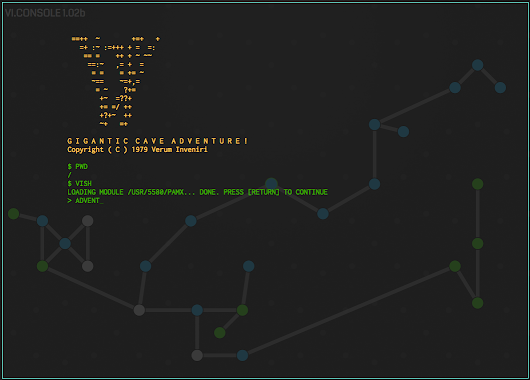 VI.CONSOLE1.02b
==++  ~       +=+   +
=+ :~ :=+++ + =  =:
== =    ++ + ~ ~~
==:~   ,= +  =
= =    = += ~
~==    ~=+,=
= ~    ?+=
+~  =??+
+= =/ ++
+?+~  ++
~+   =+
G I G A N T I C  C A V E  A D V E N T U R E !
Copyright ( C ) 1979 Verum Inveniri
$ PWD
/
$ VISH
LOADING MODULE /USR/5580/PAMX... DONE. PRESS [RETURN] TO CONTINUE
> ADVENT_